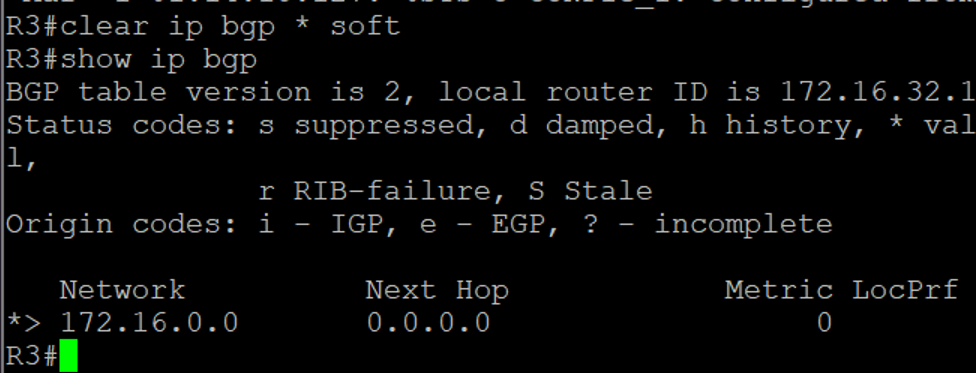 R3#clear ip bgp * soft
R3#show ip bgp
BGP table version is 2, local router ID is 172.16.32.1
Status codes: s suppressed, d damped, h history, * val
l,
r RIB-failure, S Stale
Origin codes: i - IGP, e - EGP, ? - incomplete
Network Next Hop Metric LocPrf
*> 172.16.0.0 0.0.0.0 0
R3#